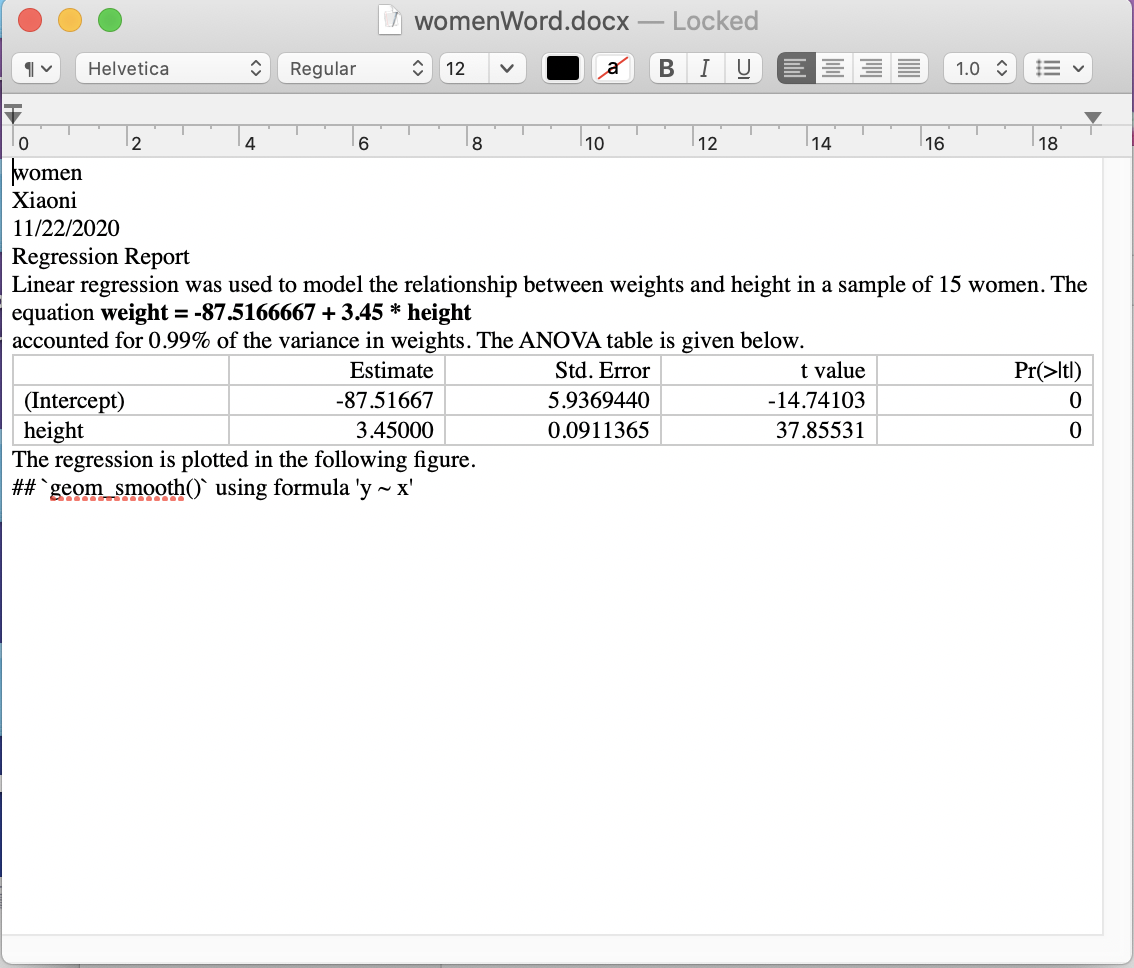 womenWord.docx — Locked
¶ Helvetica Regular 12 a B I U 1.0
0 2 4 6 8 10 12 14 16 18
women
Xiaoni
11/22/2020
Regression Report
Linear regression was used to model the relationship between weights and height in a sample of 15 women. The
equation weight = -87.5166667 + 3.45 * height
accounted for 0.99% of the variance in weights. The ANOVA table is given below.
Estimate Std. Error t value Pr(>|t|)
(Intercept) -87.51667 5.9369440 -14.74103 0
height 3.45000 0.0911365 37.85531 0
The regression is plotted in the following figure.
## `geom_smooth()` using formula 'y ~ x'